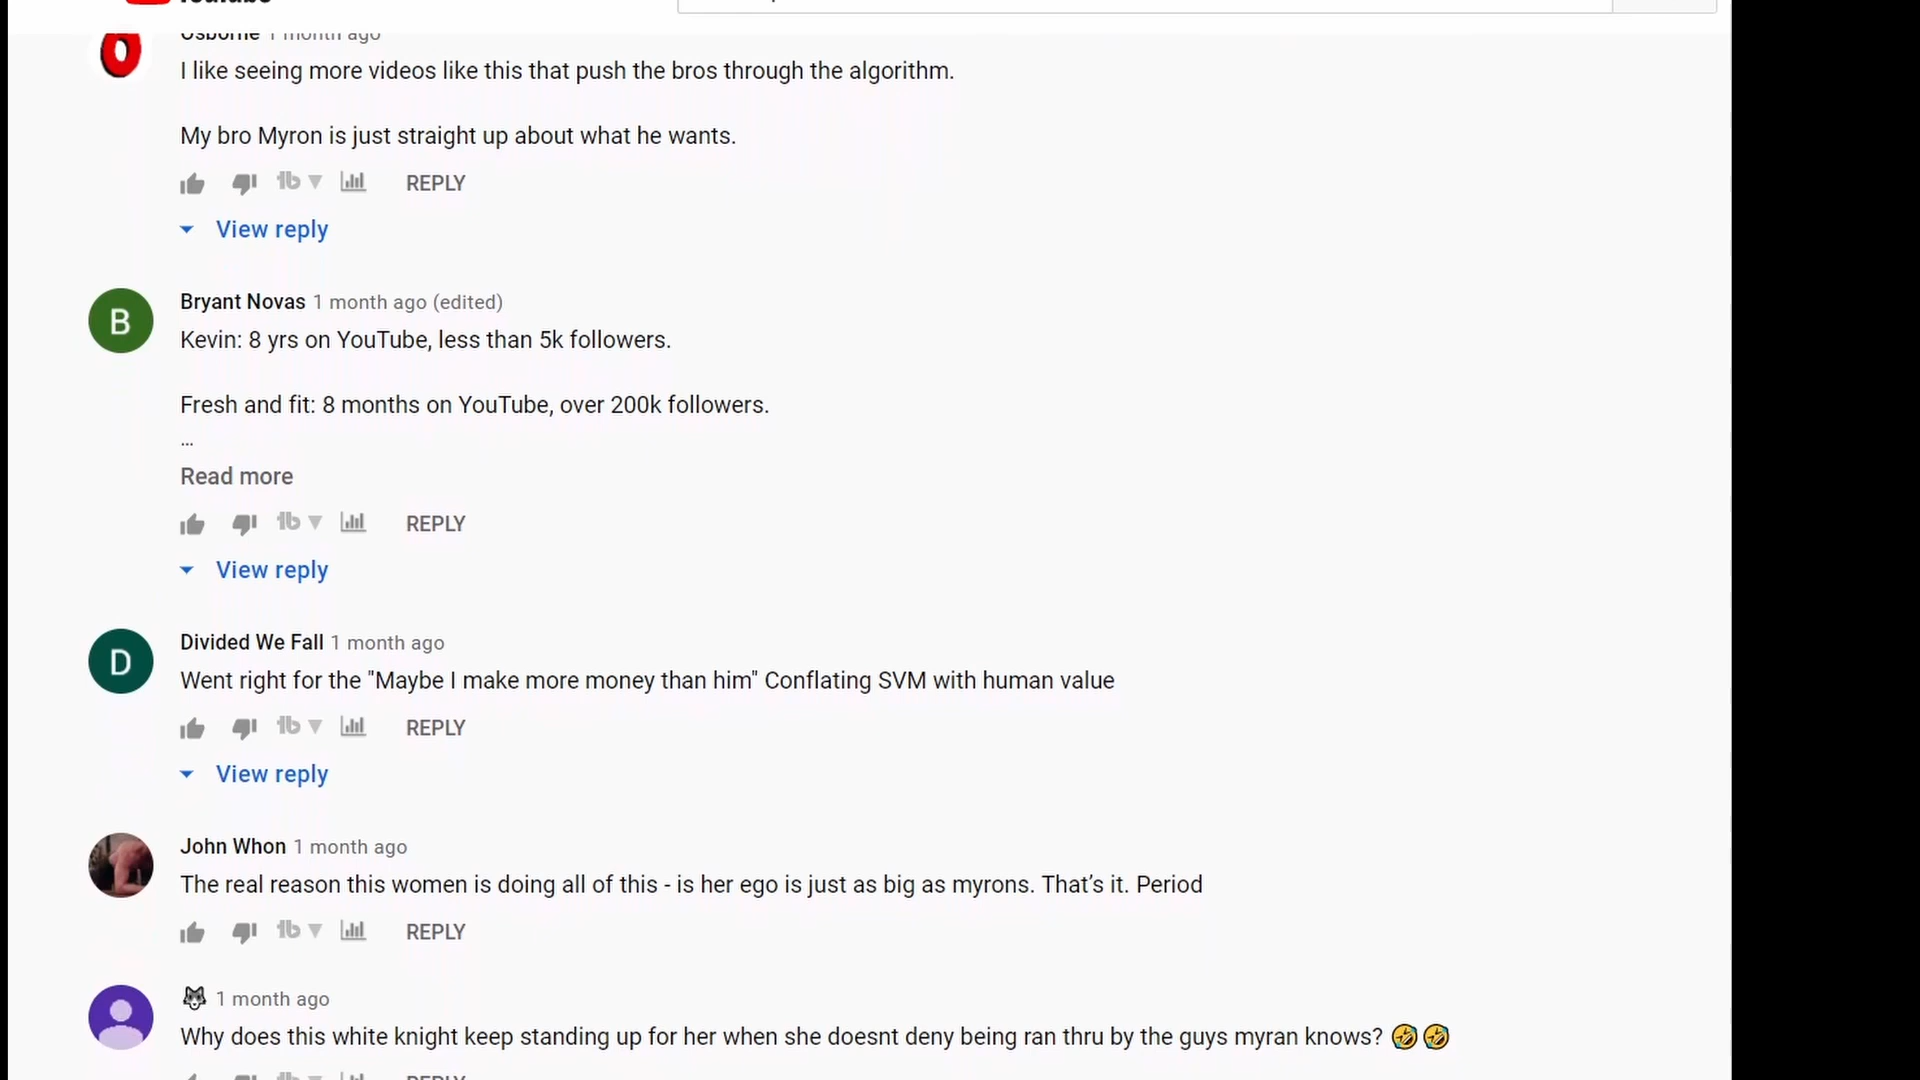 YouTube
Osborne 1 month ago
I like seeing more videos like this that push the bros through the algorithm.
My bro Myron is just straight up about what he wants.
REPLY
View reply
B
Bryant Novas 1 month ago (edited)
Kevin: 8 yrs on YouTube, less than 5k followers.
Fresh and fit: 8 months on YouTube, over 200k followers.
...
Read more
REPLY
View reply
D
Divided We Fall 1 month ago
Went right for the "Maybe I make more money than him" Conflating SVM with human value
REPLY
View reply
John Whon 1 month ago
The real reason this women is doing all of this - is her ego is just as big as myrons. That’s it. Period
REPLY
🐺 1 month ago
Why does this white knight keep standing up for her when she doesnt deny being ran thru by the guys myran knows? 🤣🤣
REPLY